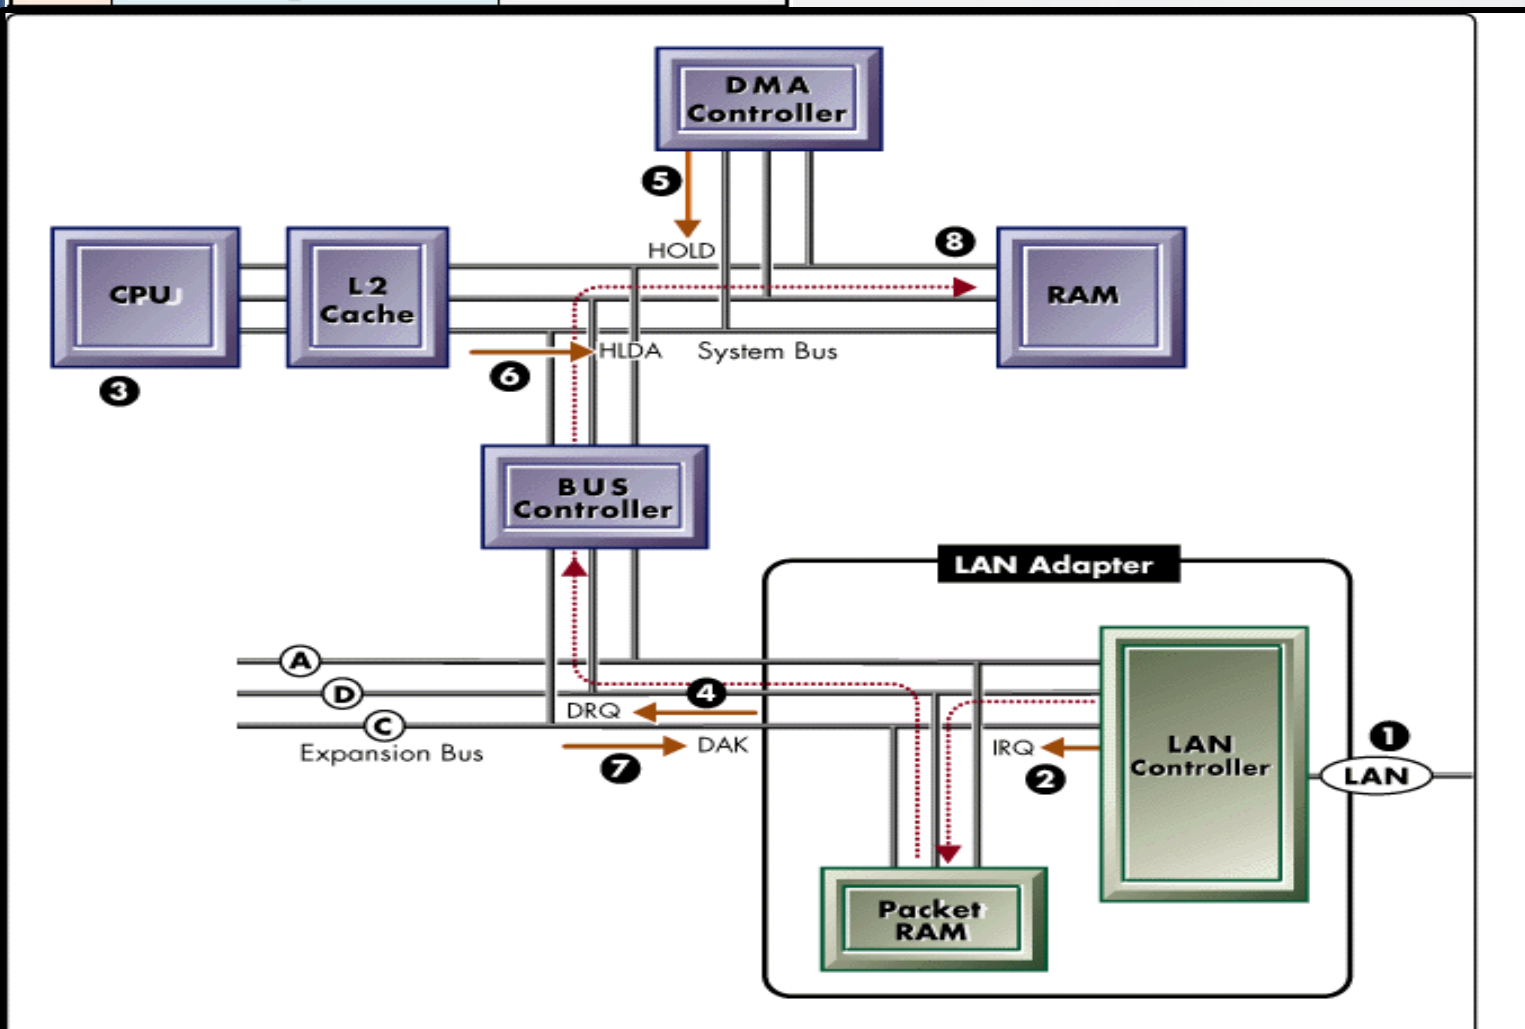 DMA
Controller
5
HOLD
8
CPU
L2
Cache
RAM
HLDA
System Bus
6
3
BUS
Controller
LAN Adapter
A
D
4
DRQ
C
Expansion Bus
DAK
7
IRQ
2
LAN
Controller
1
LAN
Packet
RAM